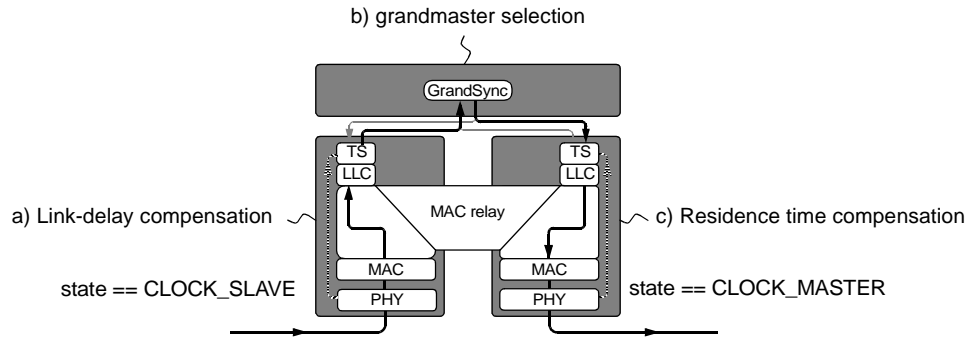 b) grandmaster selection
GrandSync
TS
TS
LLC
LLC
a) Link-delay compensation
MAC relay
c) Residence time compensation
MAC
MAC
state == CLOCK_SLAVE
PHY
PHY
state == CLOCK_MASTER